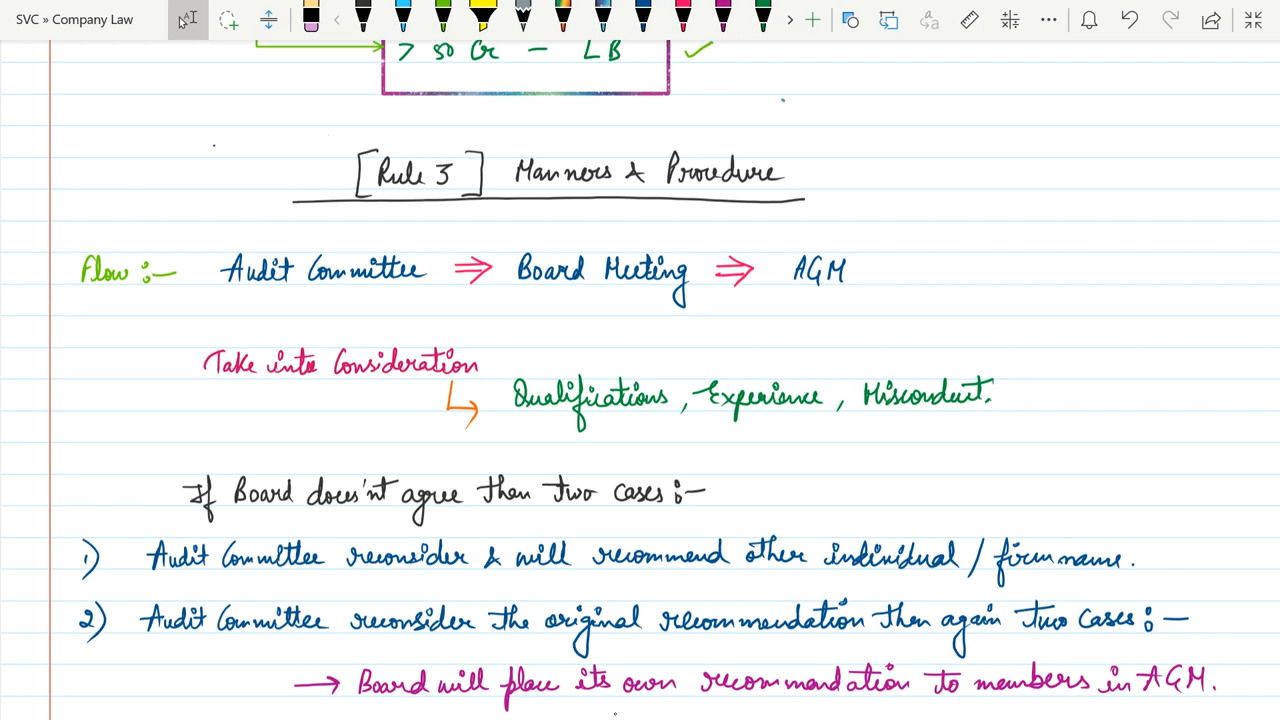 SVC » Company Law
> 50 Cr - LB
[Rule 3] Manners & Procedure
Flow :- Audit Committee ⇒ Board Meeting ⇒ AGM
Take into Consideration
Qualifications, Experience, Misconduct.
If Board does'nt agree then two cases :-
1) Audit Committee reconsider & will recommend other individual / firm name.
2) Audit Committee reconsider the original recommendation then again two cases :-
→ Board will place its own recommendation to members in AGM.